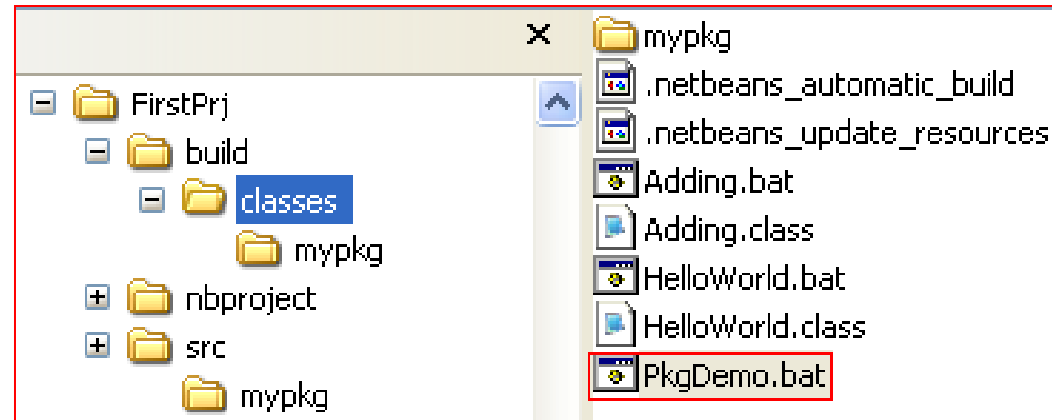 FirstPrj
build
classes
mypkg
nbproject
src
mypkg
mypkg
.netbeans_automatic_build
.netbeans_update_resources
Adding.bat
Adding.class
HelloWorld.bat
HelloWorld.class
PkgDemo.bat